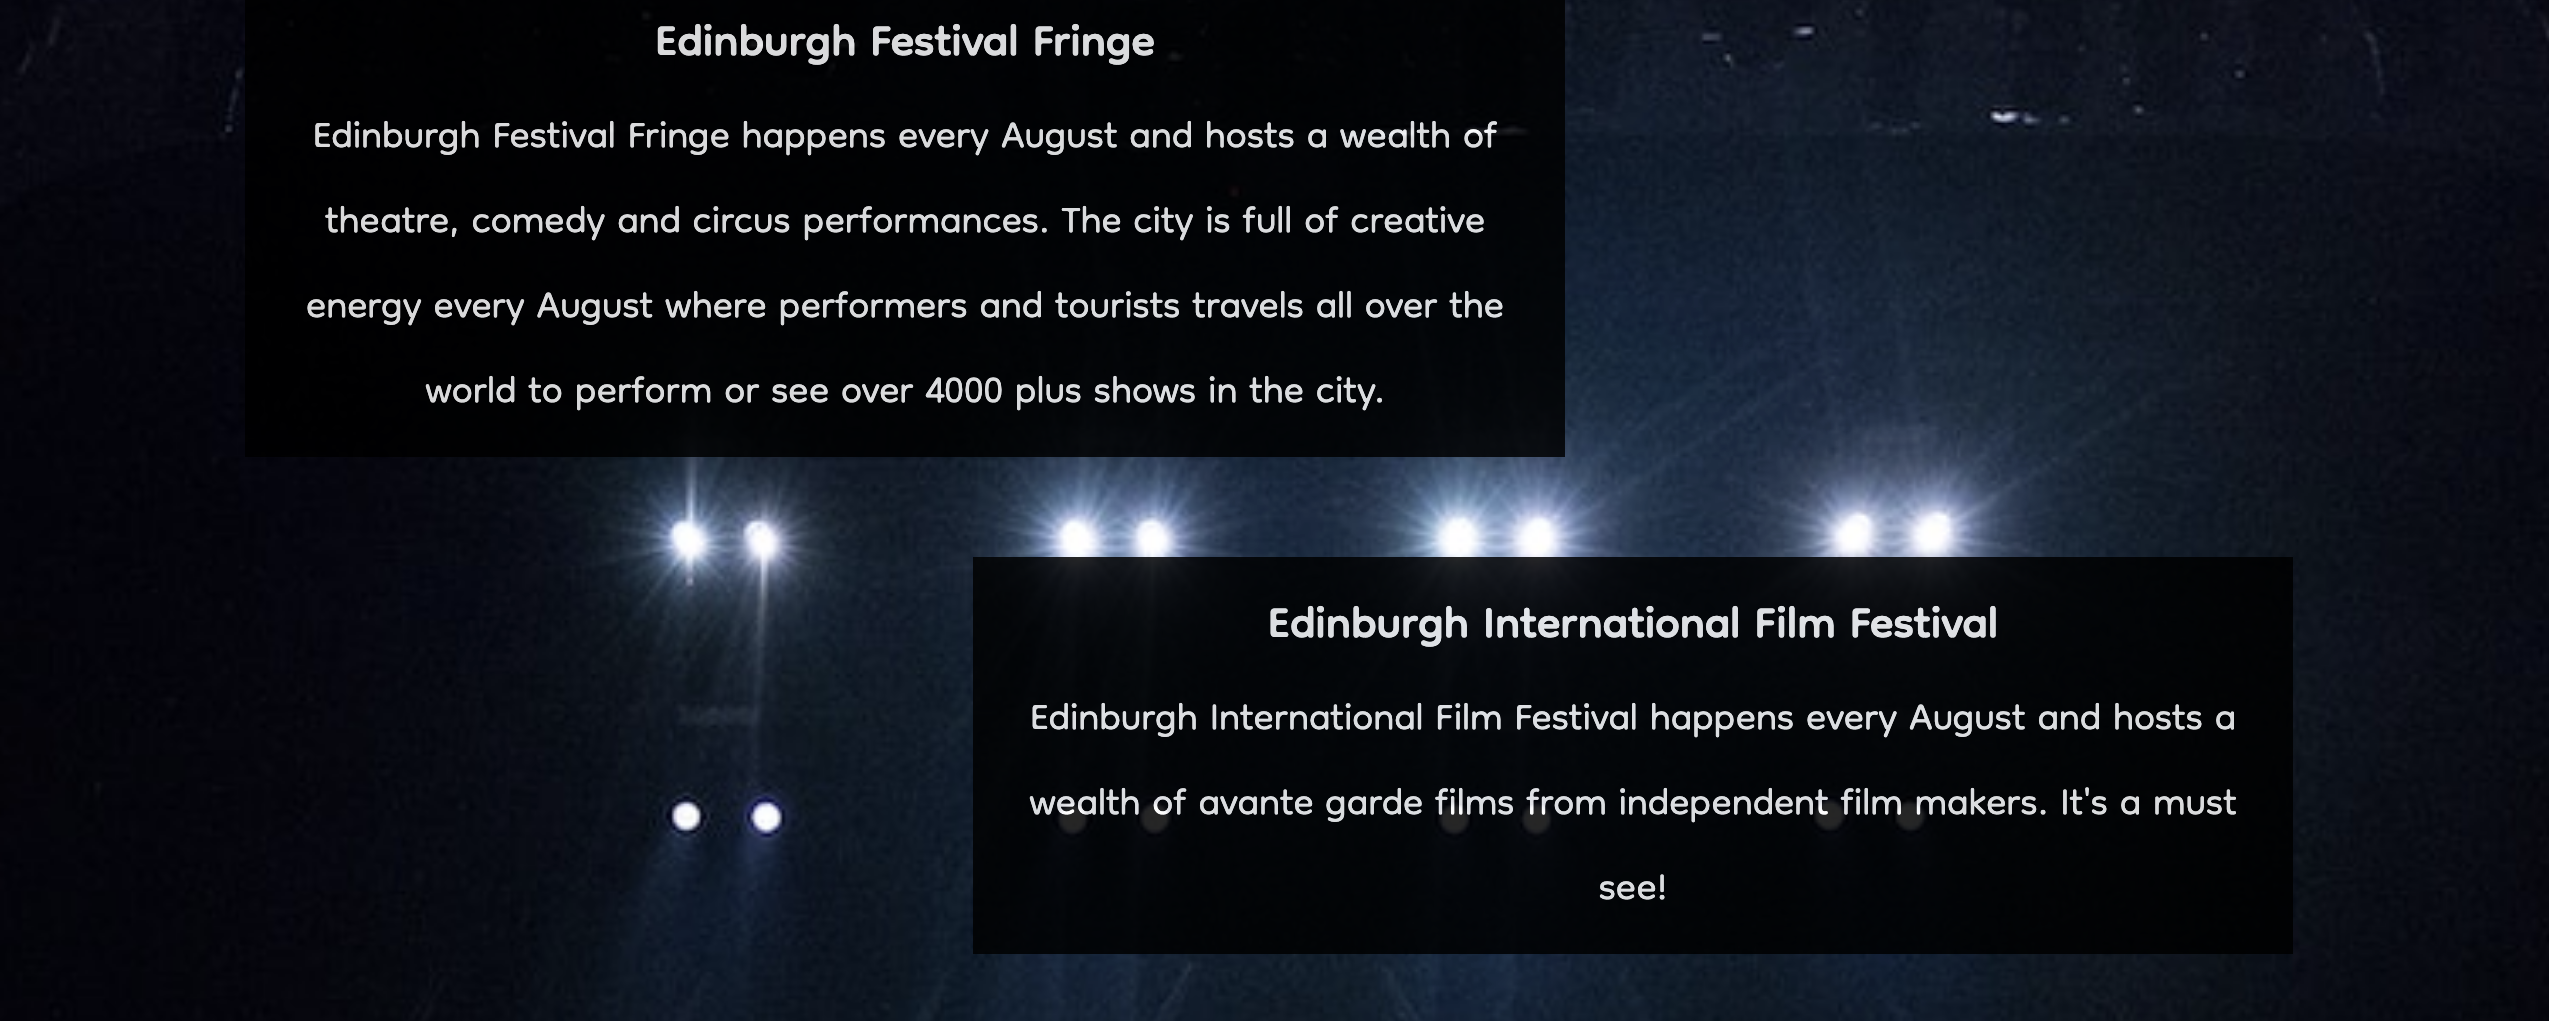 Edinburgh Festival Fringe
Edinburgh Festival Fringe happens every August and hosts a wealth of
theatre, comedy and circus performances. The city is full of creative
energy every August where performers and tourists travels all over the
world to perform or see over 4000 plus shows in the city.
Edinburgh International Film Festival
Edinburgh International Film Festival happens every August and hosts a
wealth of avante garde films from independent film makers. It's a must
see!